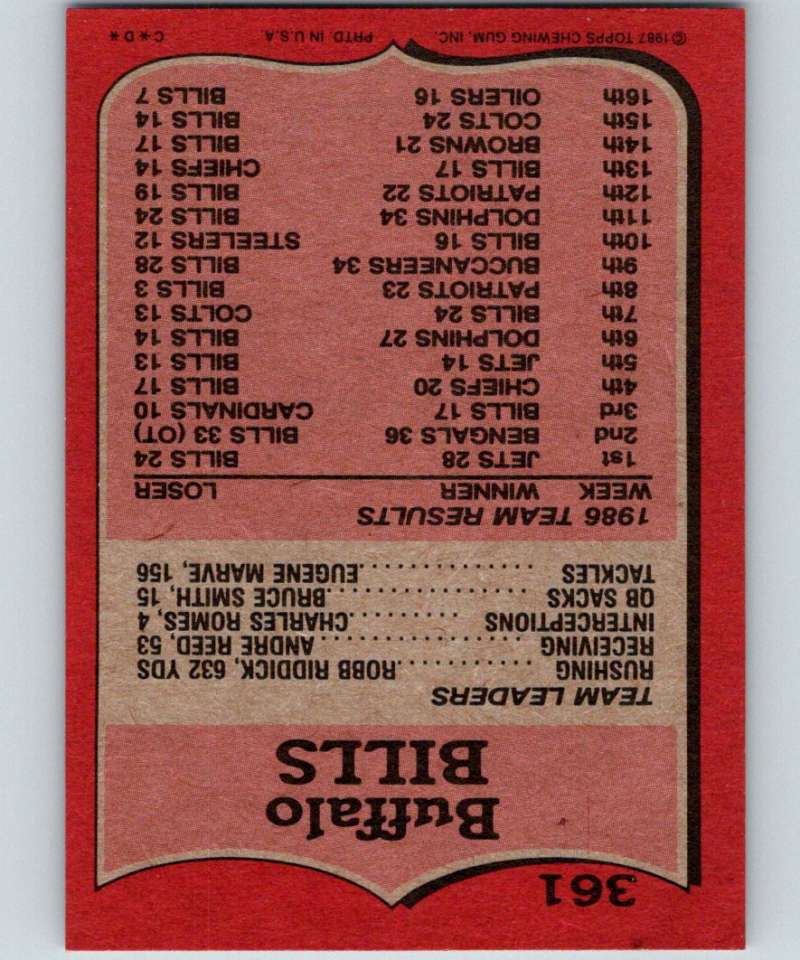 361
Buffalo
BILLS
TEAM LEADERS
RUSHING ............ROBB RIDDICK, 632 YDS
RECEIVING ..................ANDRE REED, 53
INTERCEPTIONS ..........CHARLES ROMES, 4
QB SACKS ..................BRUCE SMITH, 15
TACKLES ..................EUGENE MARVE, 156
1986 TEAM RESULTS
WEEK WINNER LOSER
1st JETS 28 BILLS 24
2nd BENGALS 36 BILLS 33 (OT)
3rd BILLS 17 CARDINALS 10
4th CHIEFS 20 BILLS 17
5th JETS 14 BILLS 13
6th DOLPHINS 27 BILLS 14
7th BILLS 24 COLTS 13
8th PATRIOTS 23 BILLS 3
9th BUCCANEERS 34 BILLS 28
10th BILLS 16 STEELERS 12
11th DOLPHINS 34 BILLS 24
12th PATRIOTS 22 BILLS 19
13th BILLS 17 CHIEFS 14
14th BROWNS 21 BILLS 17
15th COLTS 24 BILLS 14
16th OILERS 16 BILLS 7
©1987 TOPPS CHEWING GUM, INC. PRTD. IN U.S.A. C*D*